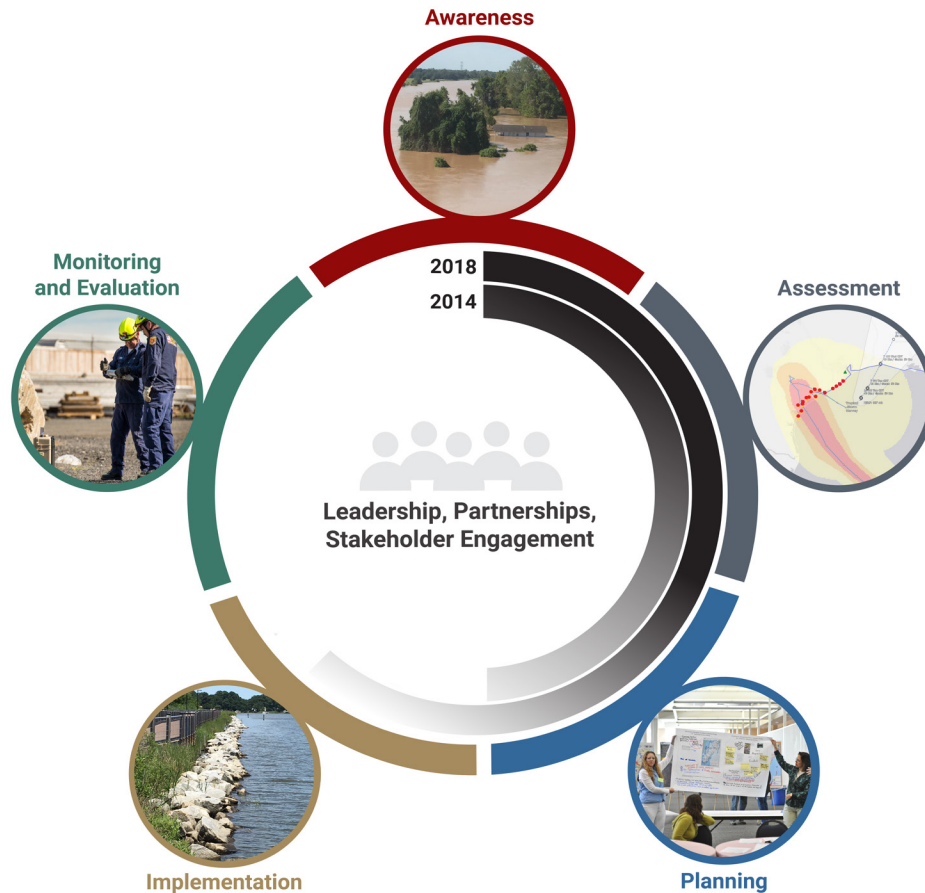 Awareness
2018
2014
Monitoring
and Evaluation
Assessment
Leadership, Partnerships,
Stakeholder Engagement
Implementation
Planning